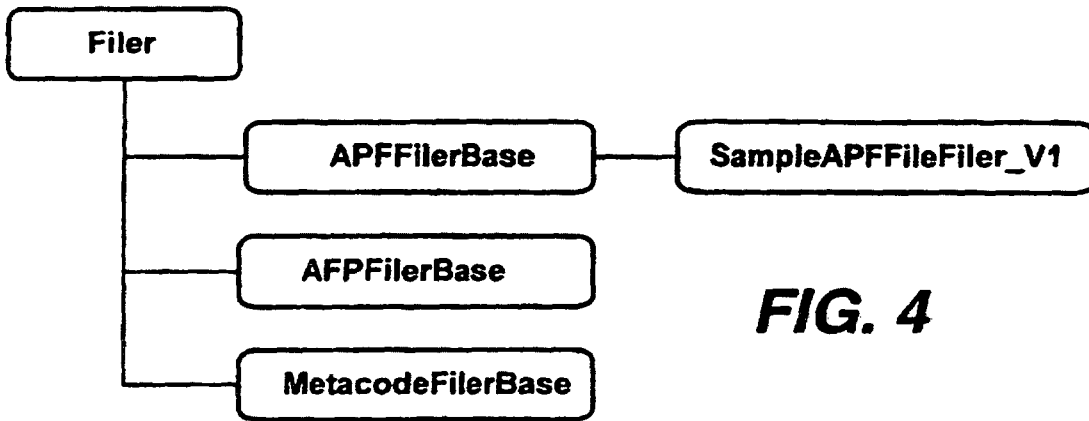 Filer
APFFilerBase
SampleAPFFileFiler_V1
AFPFilerBase
MetacodeFilerBase
FIG. 4